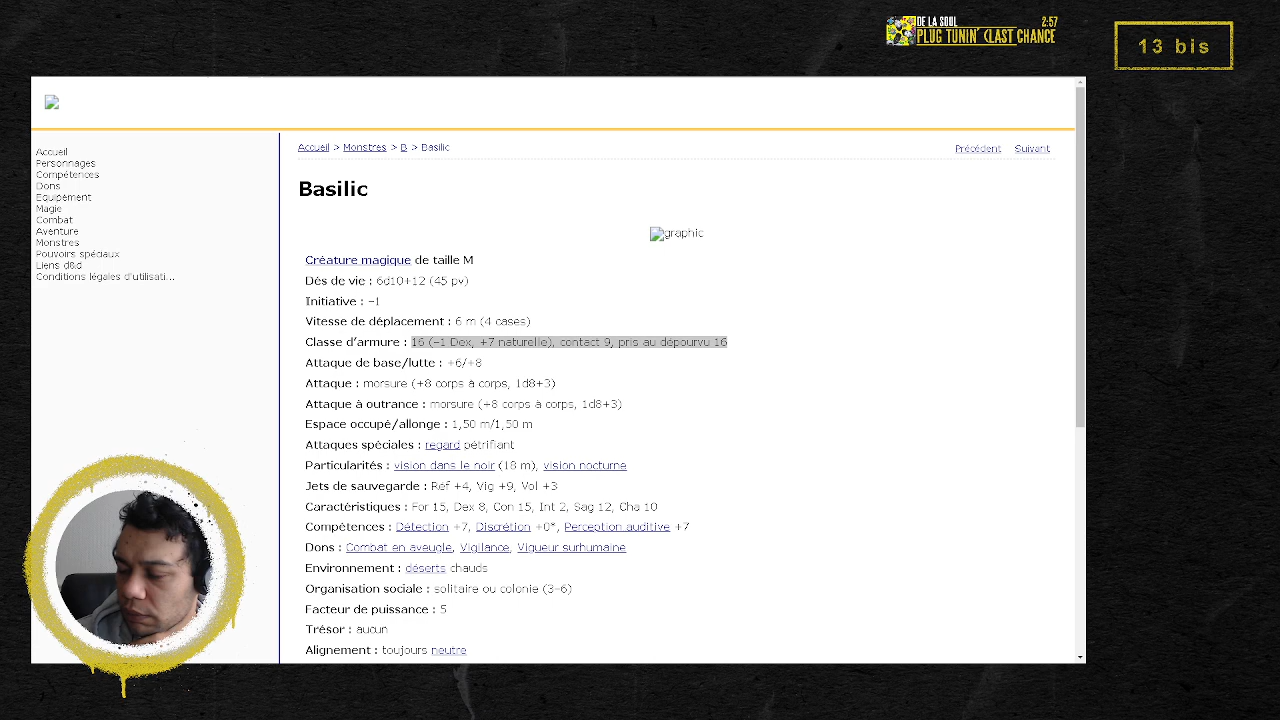 DE LA SOUL 2:57
PLUG TUNIN' (LAST CHANCE
13 bis
Accueil > Monstres > B > Basilic
Précédent Suivant
Accueil
Personnages
Compétences
Dons
Equipement
Magie
Combat
Aventure
Monstres
Pouvoirs spéciaux
Liens d&d
Conditions légales d'utilisati...
Basilic
graphic
Créature magique de taille M
Dés de vie : 6d10+12 (45 pv)
Initiative : –1
Vitesse de déplacement : 6 m (4 cases)
Classe d'armure : 16 (–1 Dex, +7 naturelle), contact 9, pris au dépourvu 16
Attaque de base/lutte : +6/+8
Attaque : morsure (+8 corps à corps, 1d8+3)
Attaque à outrance : morsure (+8 corps à corps, 1d8+3)
Espace occupé/allonge : 1,50 m/1,50 m
Attaques spéciales : regard pétrifiant
Particularités : vision dans le noir (18 m), vision nocturne
Jets de sauvegarde : Réf +4, Vig +9, Vol +3
Caractéristiques : For 15, Dex 8, Con 15, Int 2, Sag 12, Cha 10
Compétences : Détection +7, Discrétion +0*, Perception auditive +7
Dons : Combat en aveugle, Vigilance, Vigueur surhumaine
Environnement : déserts chauds
Organisation sociale : solitaire ou colonie (3–6)
Facteur de puissance : 5
Trésor : aucun
Alignement : toujours neutre